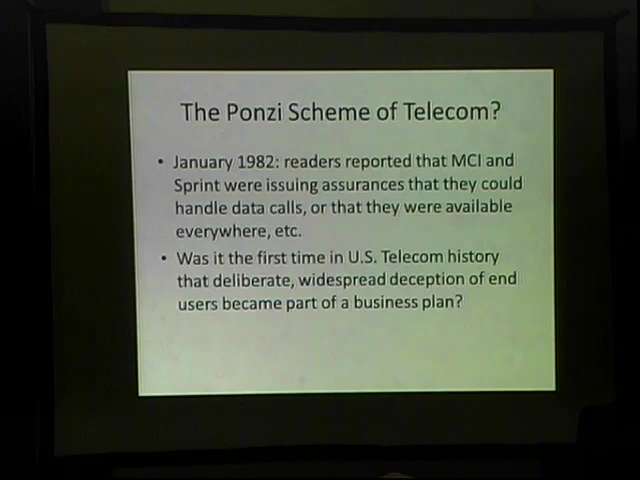 The Ponzi Scheme of Telecom?
• January 1982: readers reported that MCI and
Sprint were issuing assurances that they could
handle data calls, or that they were available
everywhere, etc.
• Was it the first time in U.S. Telecom history
that deliberate, widespread deception of end
users became part of a business plan?